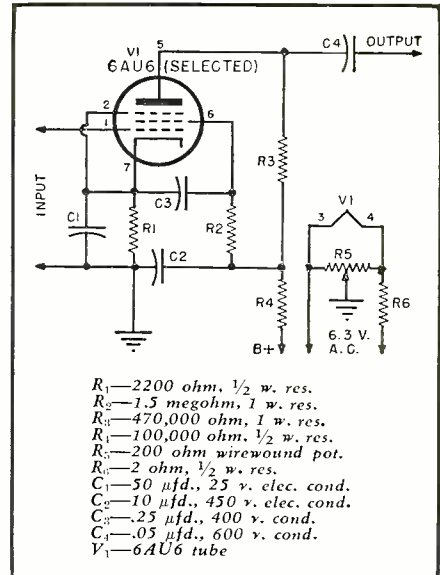 V1
6AU6 (SELECTED)
5
C4
OUTPUT
2
1
6
7
INPUT
C1
C3
R1
R2
C2
R3
R4
B+
V1
3
4
R5
6.3 V.
A.C.
R6
R₁—2200 ohm, ½ w. res.
R₂—1.5 megohm, 1 w. res.
R₃—470,000 ohm, 1 w. res.
R₄—100,000 ohm. ½ w. res.
R₅—200 ohm wirewound pot.
R₆—2 ohm, ½ w. res.
C₁—50 μfd., 25 v. elec. cond.
C₂—10 μfd., 450 v. elec. cond.
C₃—.25 μfd., 400 v. cond.
C₄—.05 μfd., 600 v. cond.
V₁—6AU6 tube